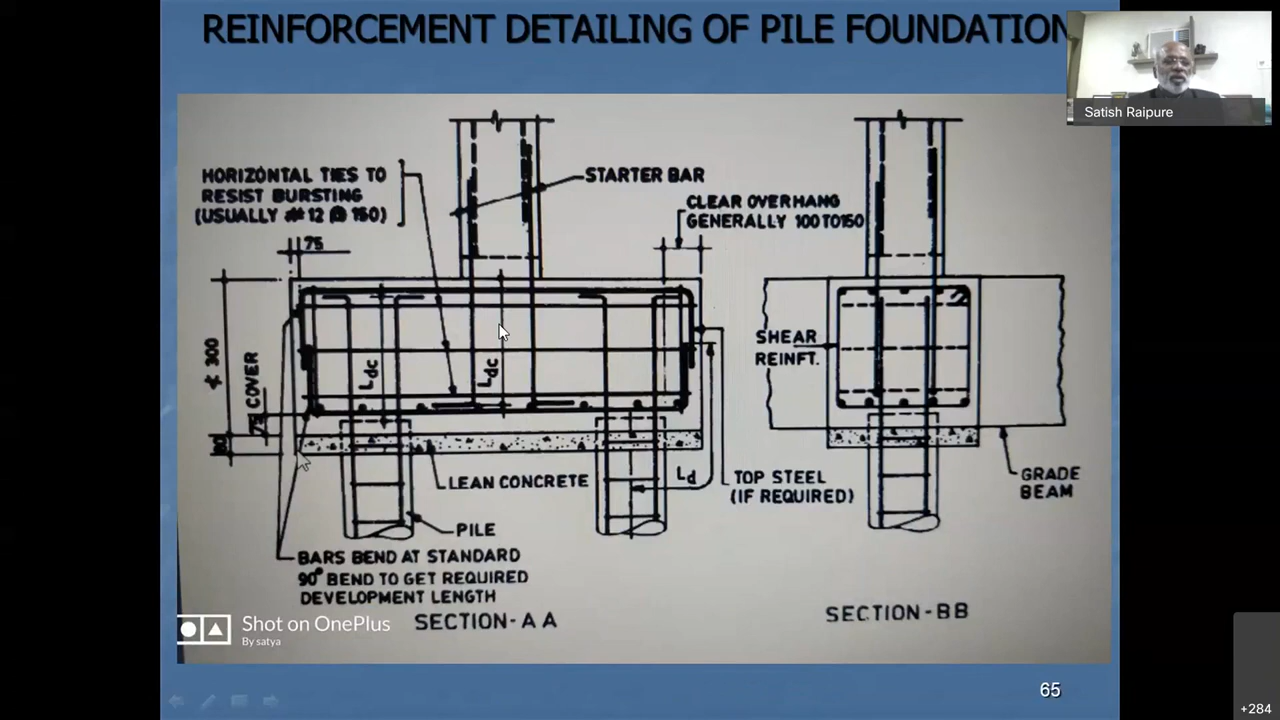 REINFORCEMENT DETAILING OF PILE FOUNDATION
Satish Raipure
HORIZONTAL TIES TO
RESIST BURSTING
(USUALLY # 12 @ 150)
STARTER BAR
CLEAR OVERHANG
GENERALLY 100 TO 150
75
≮ 300
75 COVER
Ldc
Ldc
SHEAR
REINFT.
LEAN CONCRETE
Ld
TOP STEEL
(IF REQUIRED)
GRADE
BEAM
PILE
BARS BEND AT STANDARD
90° BEND TO GET REQUIRED
DEVELOPMENT LENGTH
SECTION-AA
SECTION-BB
Shot on OnePlus
By satya
65
+284